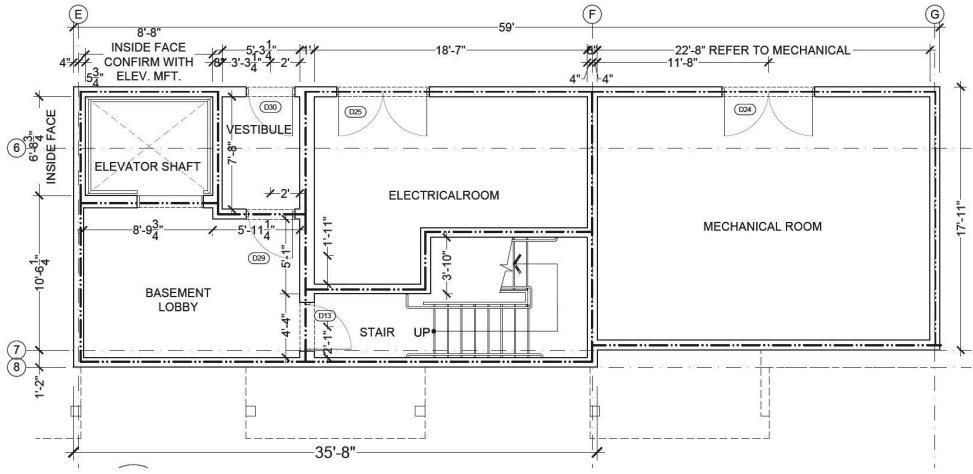 E
F
G
59'
8'-8"
INSIDE FACE
CONFIRM WITH
ELEV. MFT.
4"
5 3/4"
8"
5'-3 1/4"
3'-3 1/4"
2'
1'
18'-7"
8"
4"
4"
22'-8" REFER TO MECHANICAL
11'-8"
D30
D25
D24
VESTIBULE
7'-8"
6
6'-8 3/4"
INSIDE FACE
ELEVATOR SHAFT
2'
ELECTRICALROOM
MECHANICAL ROOM
17'-11"
8'-9 3/4"
5'-11 1/4"
D29
5'-1"
1'-11"
3'-10"
10'-6 1/4"
BASEMENT
LOBBY
4'-4"
D13
2'-1"
STAIR
UP
7
8
1'-2"
35'-8"